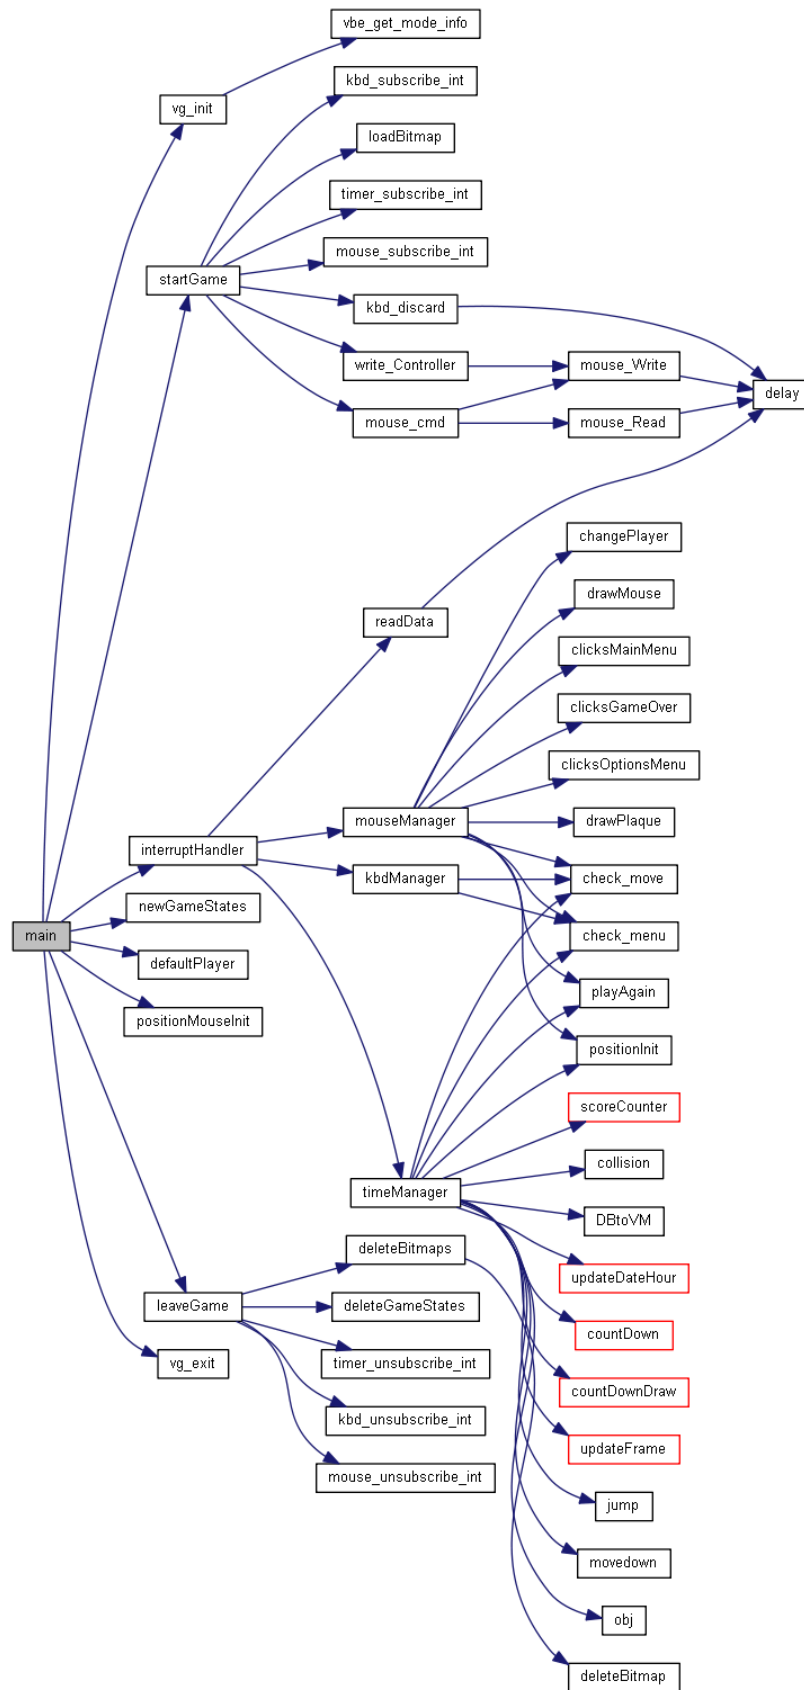 vbe_get_mode_info
kbd_subscribe_int
vg_init
loadBitmap
timer_subscribe_int
mouse_subscribe_int
startGame
kbd_discard
write_Controller
mouse_Write
delay
mouse_cmd
mouse_Read
changePlayer
drawMouse
readData
clicksMainMenu
clicksGameOver
clicksOptionsMenu
mouseManager
drawPlaque
interruptHandler
kbdManager
check_move
newGameStates
main
check_menu
defaultPlayer
playAgain
positionMouseInit
positionInit
scoreCounter
collision
timeManager
DBtoVM
deleteBitmaps
updateDateHour
leaveGame
deleteGameStates
countDown
vg_exit
timer_unsubscribe_int
countDownDraw
kbd_unsubscribe_int
updateFrame
mouse_unsubscribe_int
jump
movedown
obj
deleteBitmap